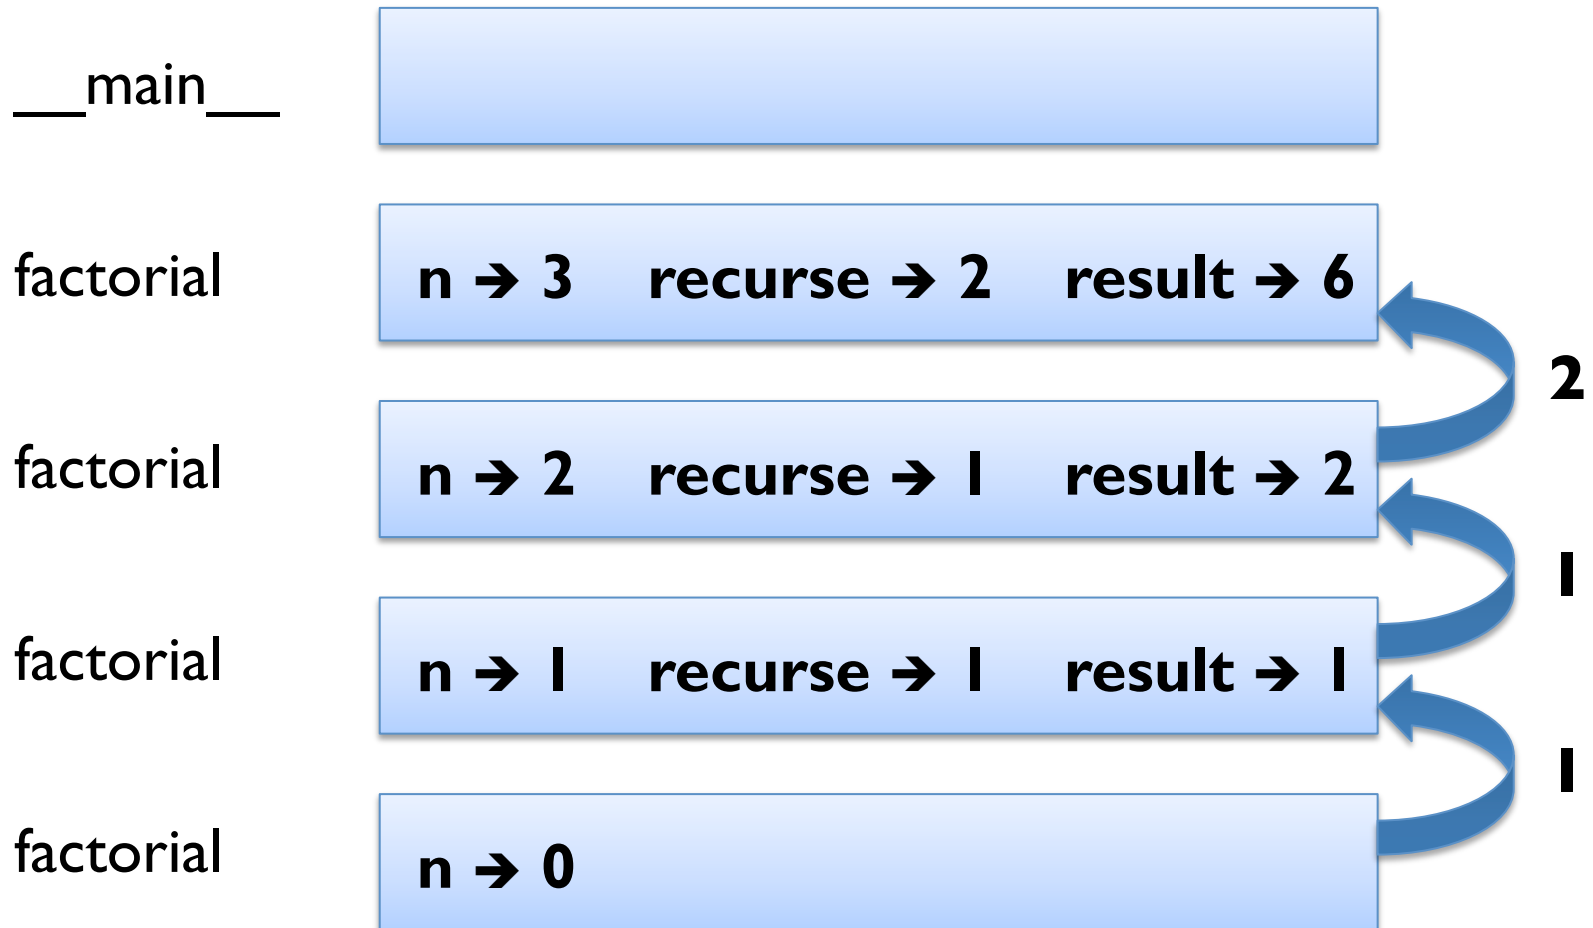 __main__
factorial n → 3 recurse → 2 result → 6
2
factorial n → 2 recurse → 1 result → 2
1
factorial n → 1 recurse → 1 result → 1
1
factorial n → 0